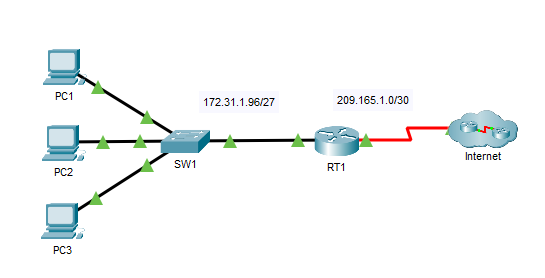 PC1
172.31.1.96/27
209.165.1.0/30
PC2
SW1
RT1
Internet
PC3